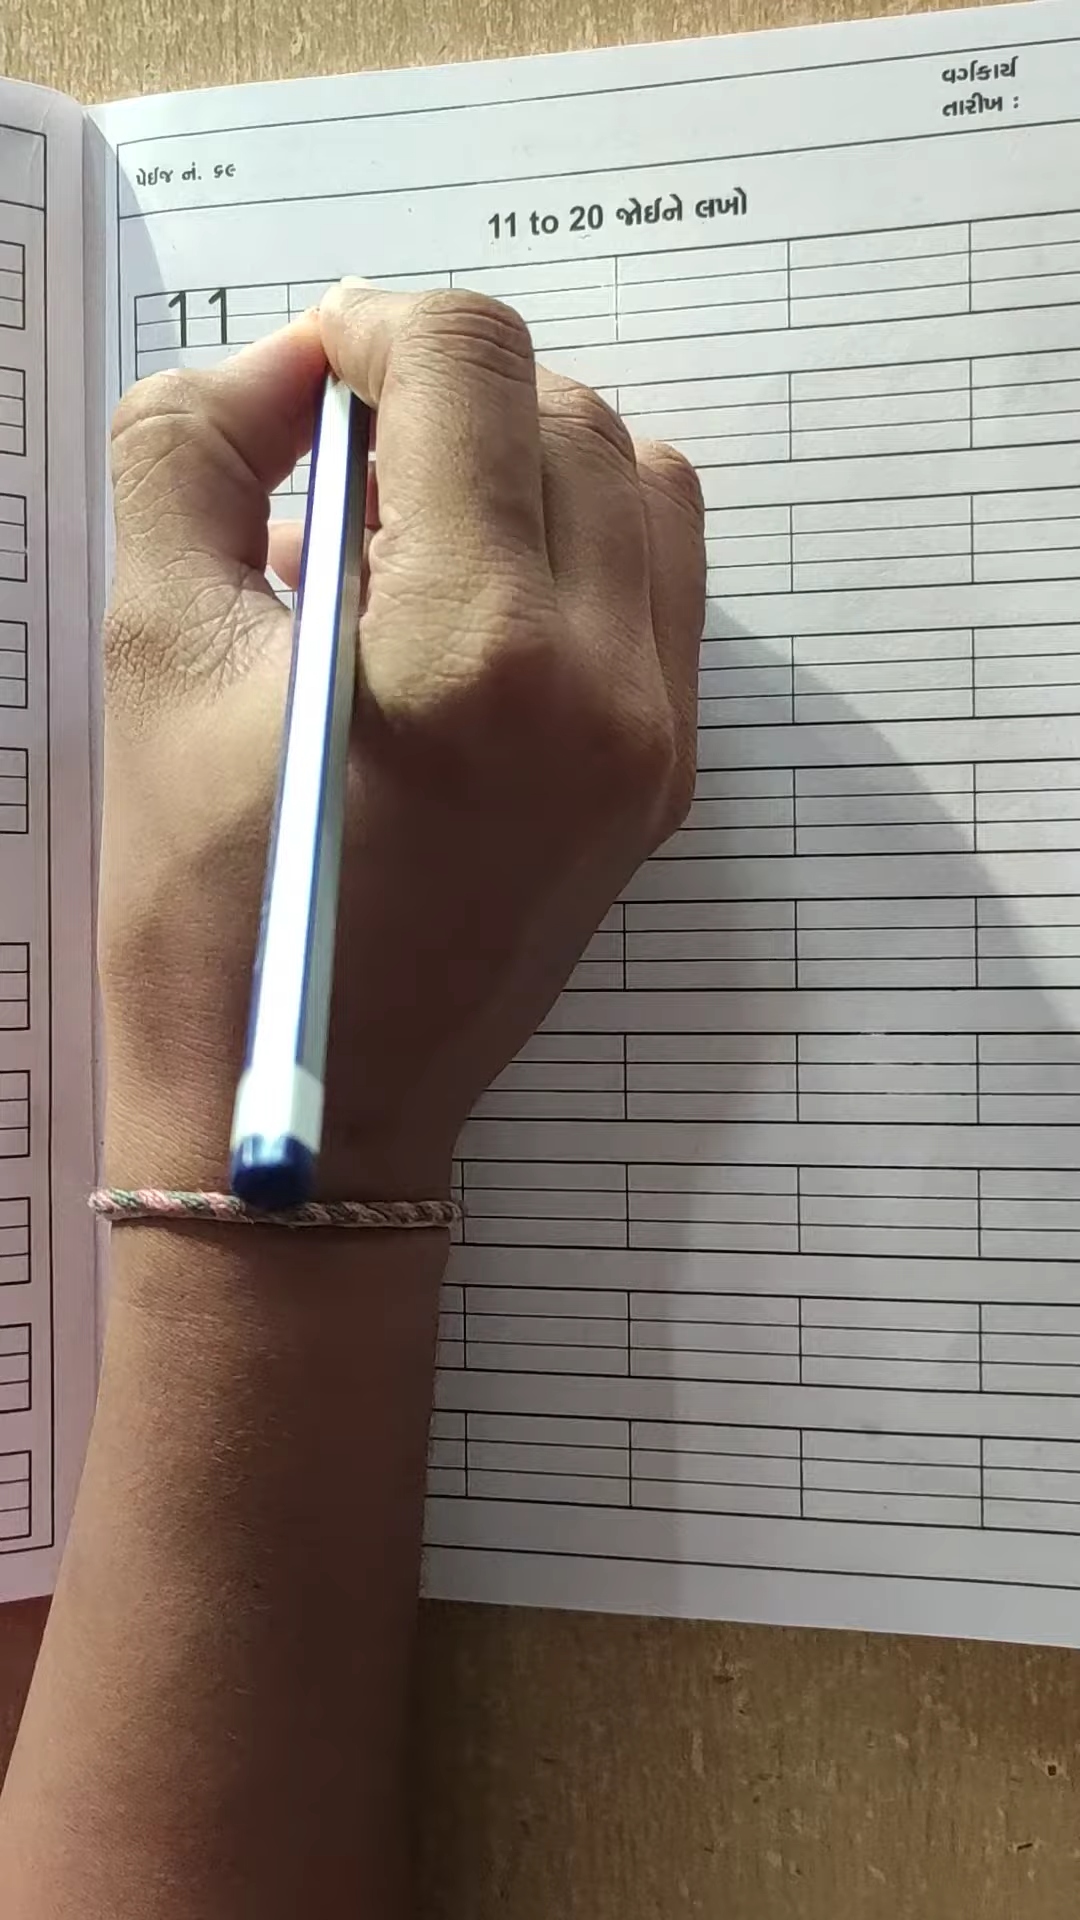 વર્ગકાર્ય
તારીખ :
પેઈજ નં. ૬૯
11 to 20 જોઈને લખો
11